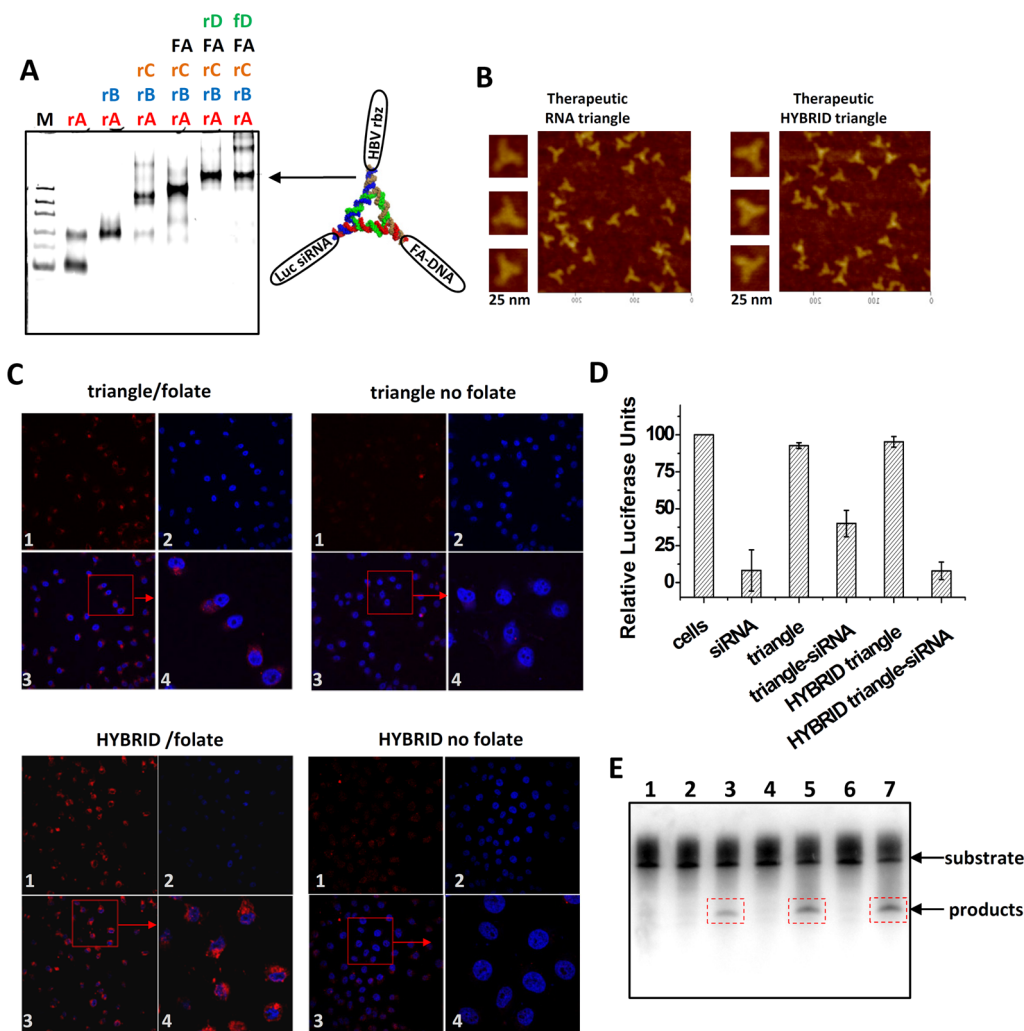 A
rD fD
FA FA FA
rC rC rC rC
rB rB rB rB rB
M rA rA rA rA rA rA
HBV rbz
Luc siRNA
FA-DNA
B
Therapeutic
RNA triangle
Therapeutic
HYBRID triangle
25 nm
25 nm
C
triangle/folate
triangle no folate
1 2
3 4
1 2
3 4
HYBRID /folate
HYBRID no folate
1 2
3 4
1 2
3 4
D
Relative Luciferase Units
100
75
50
25
0
cells
siRNA
triangle
triangle-siRNA
HYBRID triangle
HYBRID triangle-siRNA
E
1 2 3 4 5 6 7
substrate
products